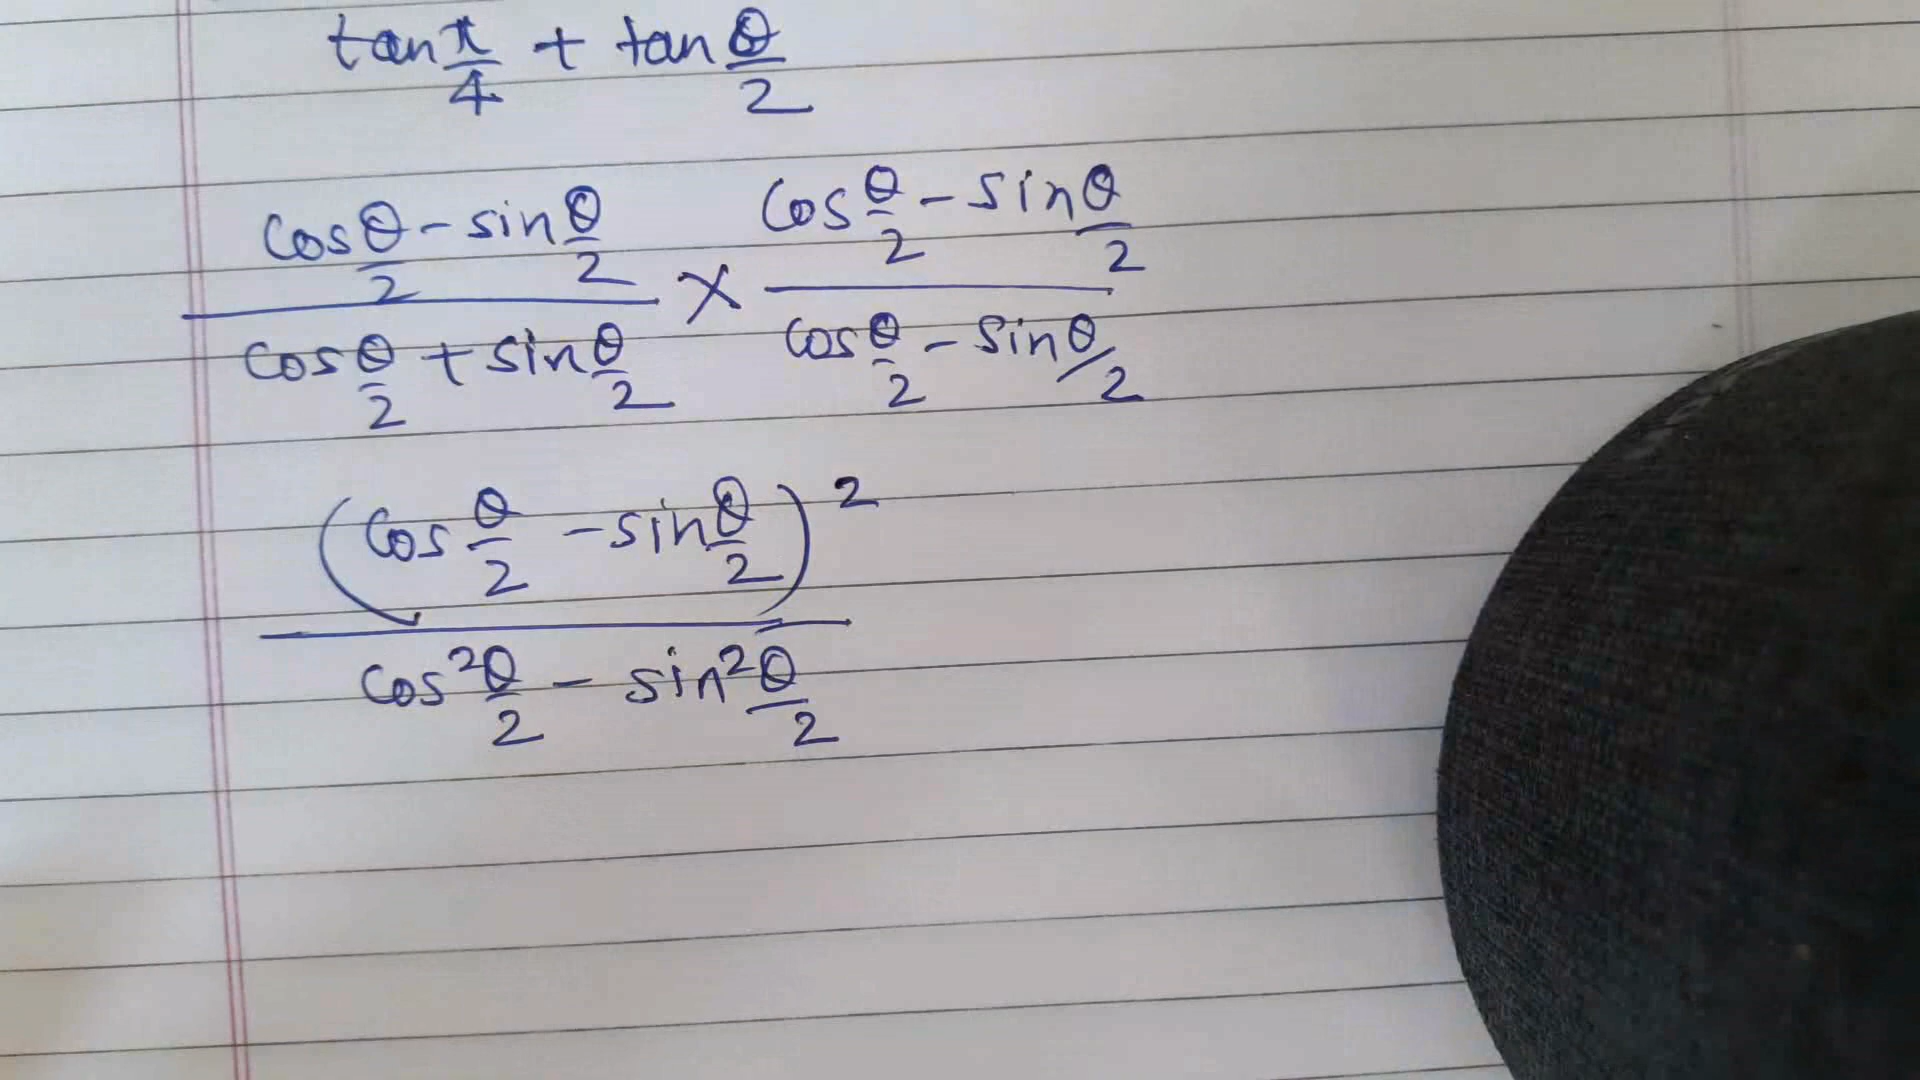 tan π/4 + tan θ/2
cos θ/2 - sin θ/2 / cos θ/2 + sin θ/2 × cos θ/2 - sin θ/2 / cos θ/2 - sin θ/2
(cos θ/2 - sin θ/2)² / cos² θ/2 - sin² θ/2